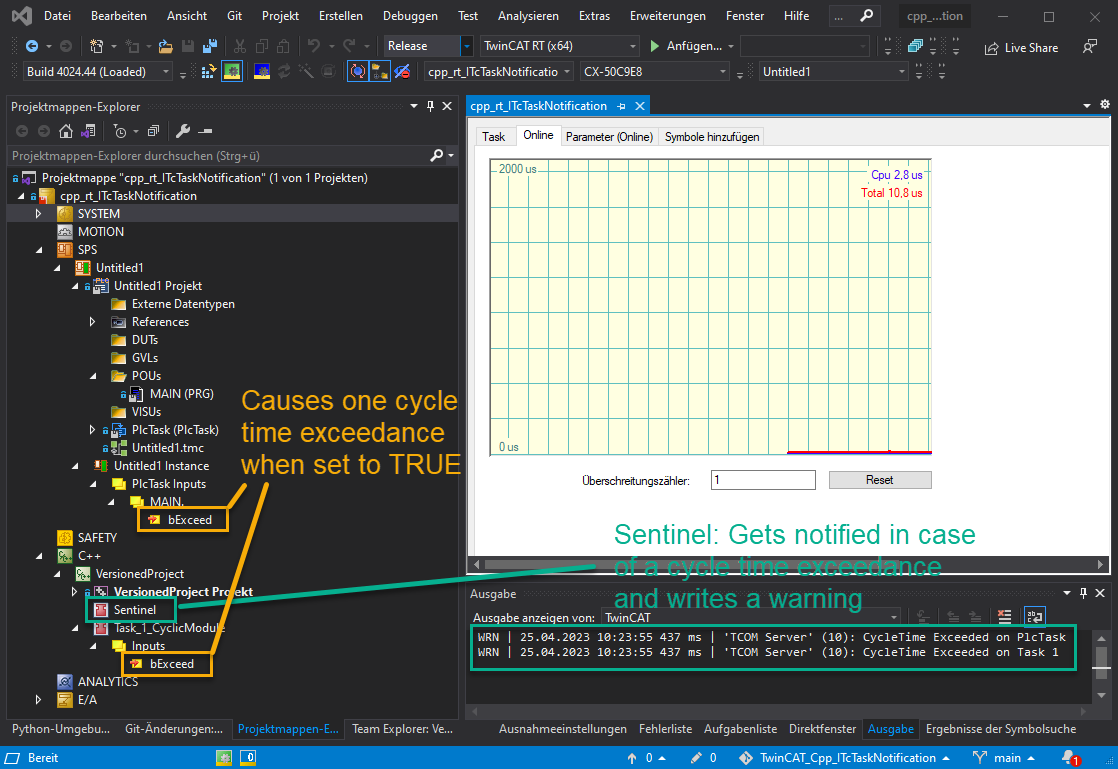 Datei Bearbeiten Ansicht Git Projekt Erstellen Debuggen Test Analysieren Extras Erweiterungen Fenster Hilfe ... cpp_...otion
Release TwinCAT RT (x64) Anfügen... Live Share
Build 4024.44 (Loaded) cpp_rt_ITcTaskNotificatio CX-50C9E8 Untitled1
Projektmappen-Explorer
Projektmappen-Explorer durchsuchen (Strg+ü)
Projektmappe "cpp_rt_ITcTaskNotification" (1 von 1 Projekten)
cpp_rt_ITcTaskNotification
SYSTEM
MOTION
SPS
Untitled1
Untitled1 Projekt
Externe Datentypen
References
DUTs
GVLs
POUs
MAIN (PRG)
VISUs
PlcTask (PlcTask)
Untitled1.tmc
Untitled1 Instance
PlcTask Inputs
MAIN.
bExceed
SAFETY
C++
VersionedProject
VersionedProject Projekt
Sentinel
Task_1_CyclicModule
Inputs
bExceed
ANALYTICS
E/A
Causes one cycle
time exceedance
when set to TRUE
Python-Umgebu... Git-Änderungen:... Projektmappen-E... Team Explorer: Ve...
cpp_rt_ITcTaskNotification
Task Online Parameter (Online) Symbole hinzufügen
2000 us
Cpu 2,8 us
Total 10,8 us
0 us
Überschreitungszähler: 1 Reset
Sentinel: Gets notified in case
of a cycle time exceedance
and writes a warning
Ausgabe
Ausgabe anzeigen von: TwinCAT
WRN | 25.04.2023 10:23:55 437 ms | 'TCOM Server' (10): CycleTime Exceeded on PlcTask
WRN | 25.04.2023 10:23:55 437 ms | 'TCOM Server' (10): CycleTime Exceeded on Task 1
Ausnahmeeinstellungen Fehlerliste Aufgabenliste Direktfenster Ausgabe Ergebnisse der Symbolsuche
Bereit 0 0 0 TwinCAT_Cpp_ITcTaskNotification main 1